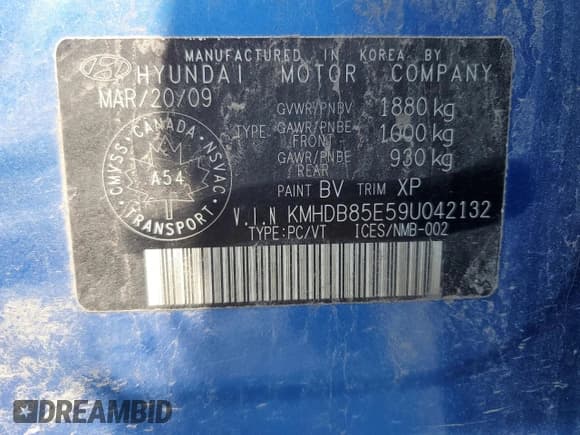 MANUFACTURED IN KOREA BY
HYUNDAI MOTOR COMPANY
MAR/20/09
GVWR/PNBV 1880 kg
TYPE: GAWR/PNBE FRONT 1000 kg
GAWR/PNBE REAR 930 kg
CANADA
CMVSS NSVAC
A54
TRANSPORT
PAINT BV TRIM XP
V.I.N KMHDB85E59U042132
TYPE:PC/VT ICES/NMB-002
DREAMBID